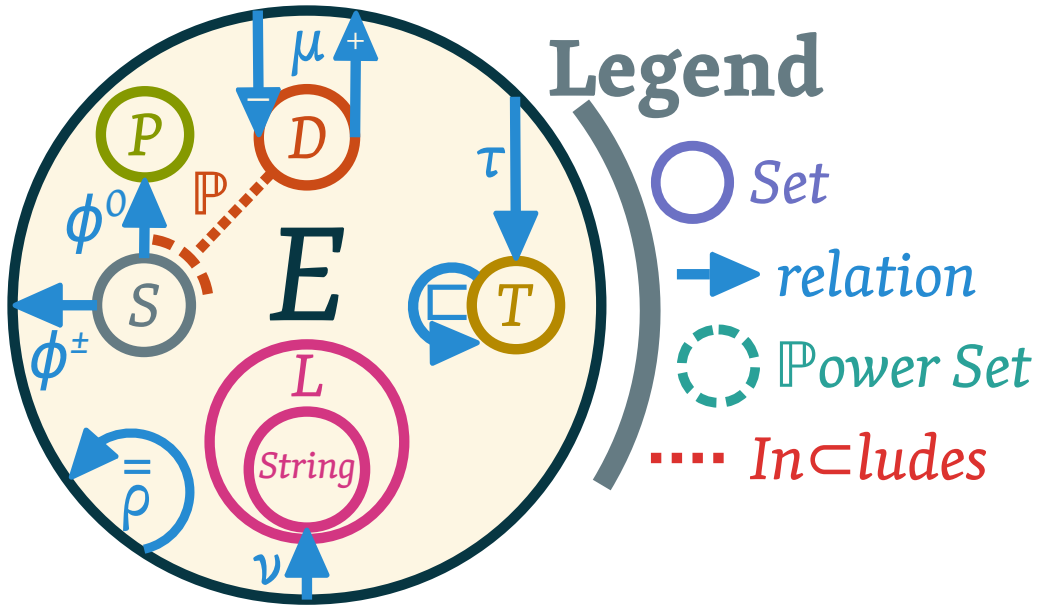 μ
+
−
P
D
τ
ℙ
ϕ⁰
E
S
⊏
T
ϕ±
L
String
=
ρ
ν
Legend
Set
relation
ℙower Set
In⊂ludes